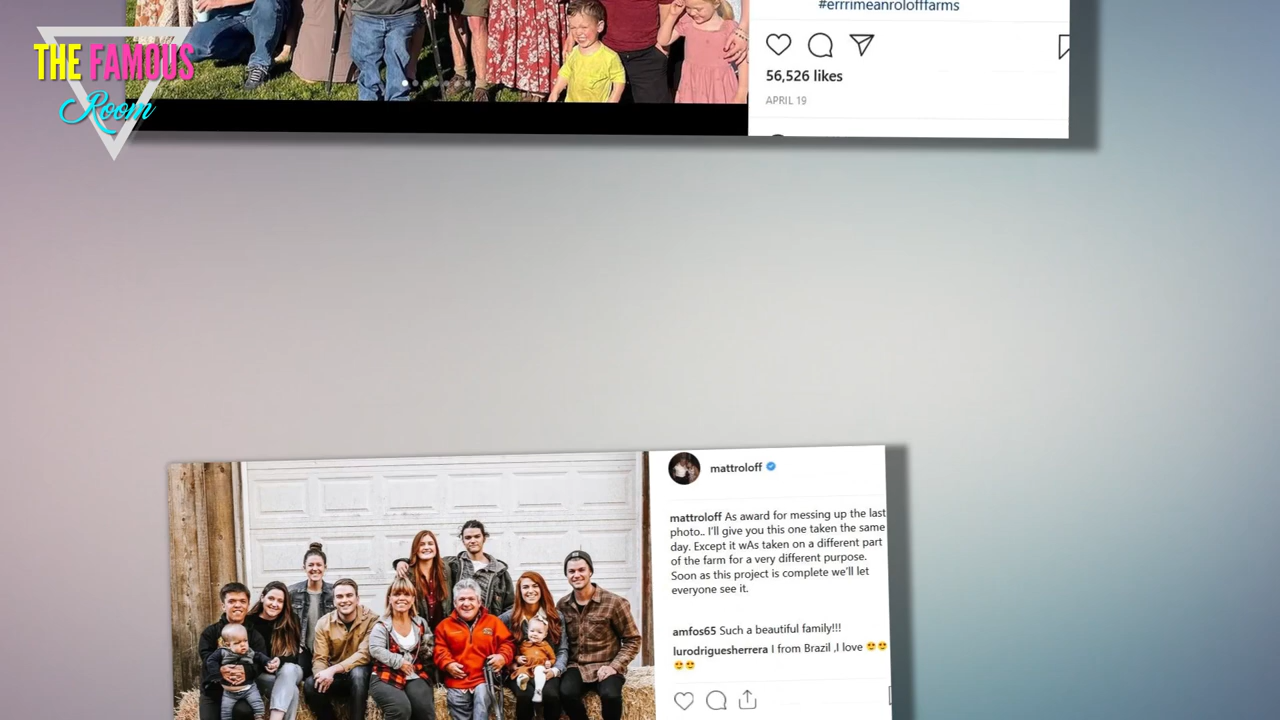 #errrimeanrolofffarms
THE FAMOUS
Room
56,526 likes
APRIL 19
mattroloff
mattroloff As award for messing up the last
photo.. I'll give you this one taken the same
day. Except it wAs taken on a different part
of the farm for a very different purpose.
Soon as this project is complete we'll let
everyone see it.
amfos65 Such a beautiful family!!!
lurodriguesherrera I from Brazil ,I love 😍😍
😍😍